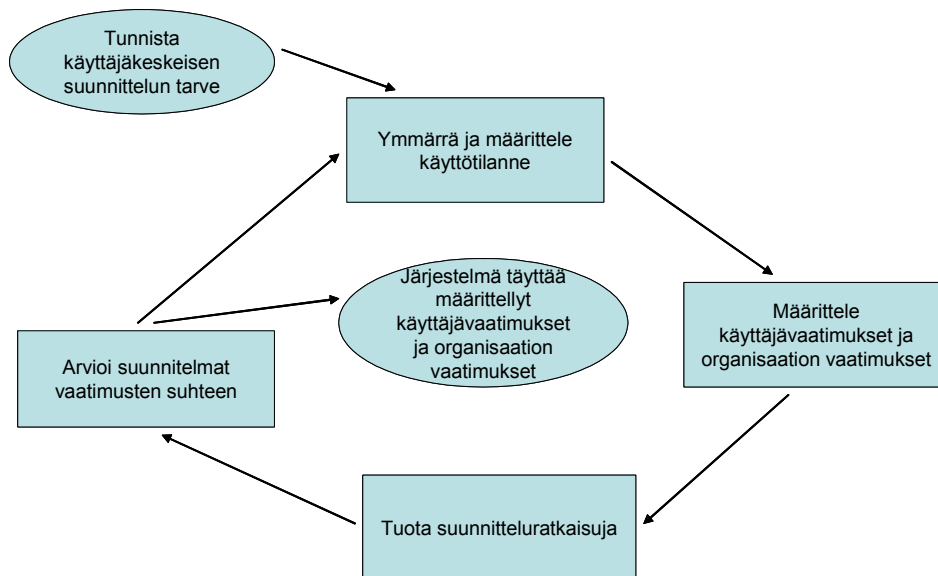 Tunnista
käyttäjäkeskeisen
suunnittelun tarve
Ymmärrä ja määrittele
käyttötilanne
Järjestelmä täyttää
määrittellyt
käyttäjävaatimukset
ja organisaation
vaatimukset
Määrittele
käyttäjävaatimukset ja
organisaation vaatimukset
Arvioi suunnitelmat
vaatimusten suhteen
Tuota suunnitteluratkaisuja